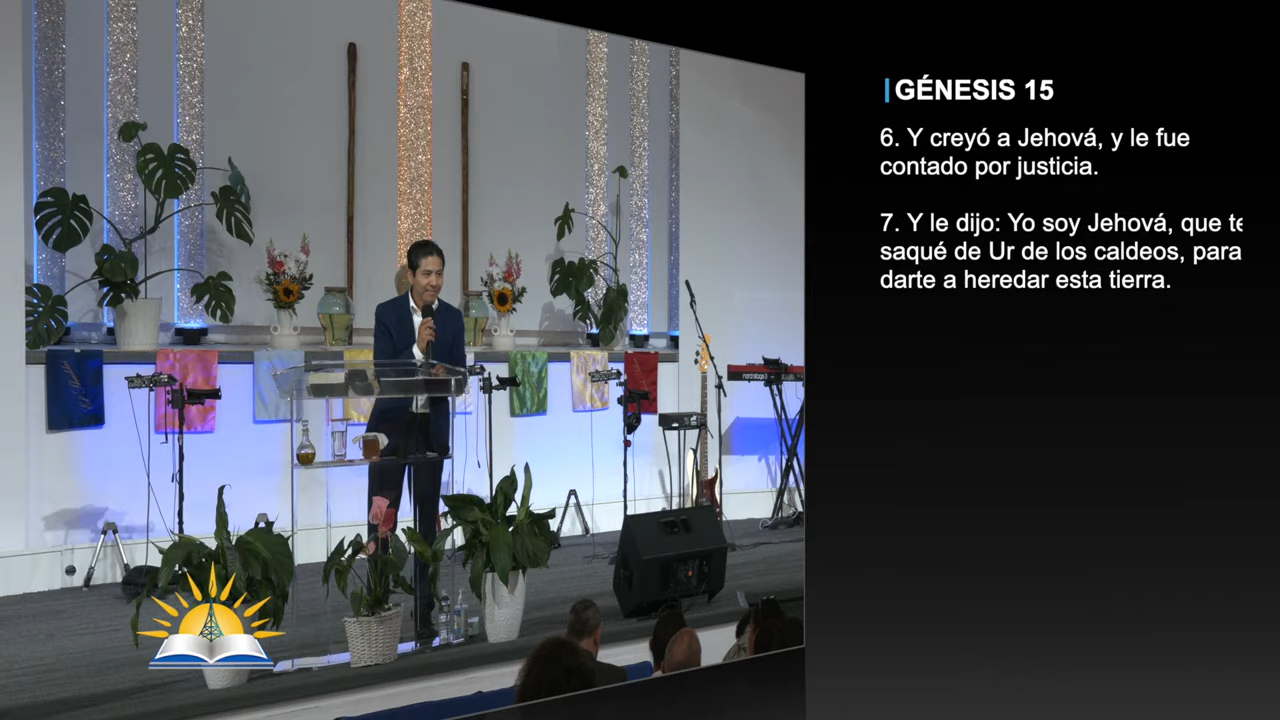 GÉNESIS 15
6. Y creyó a Jehová, y le fue
contado por justicia.
7. Y le dijo: Yo soy Jehová, que te
saqué de Ur de los caldeos, para
darte a heredar esta tierra.